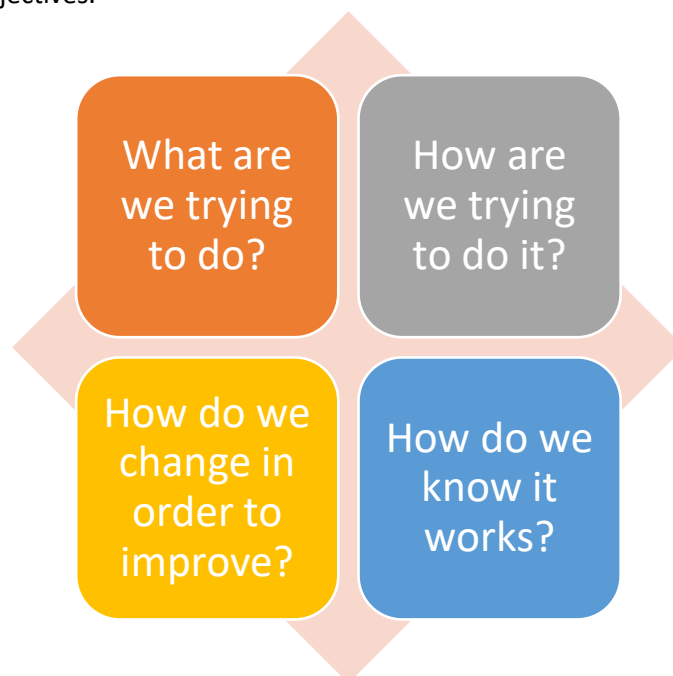 jectives.
What are
we trying
to do?
How are
we trying
to do it?
How do we
change in
order to
improve?
How do we
know it
works?